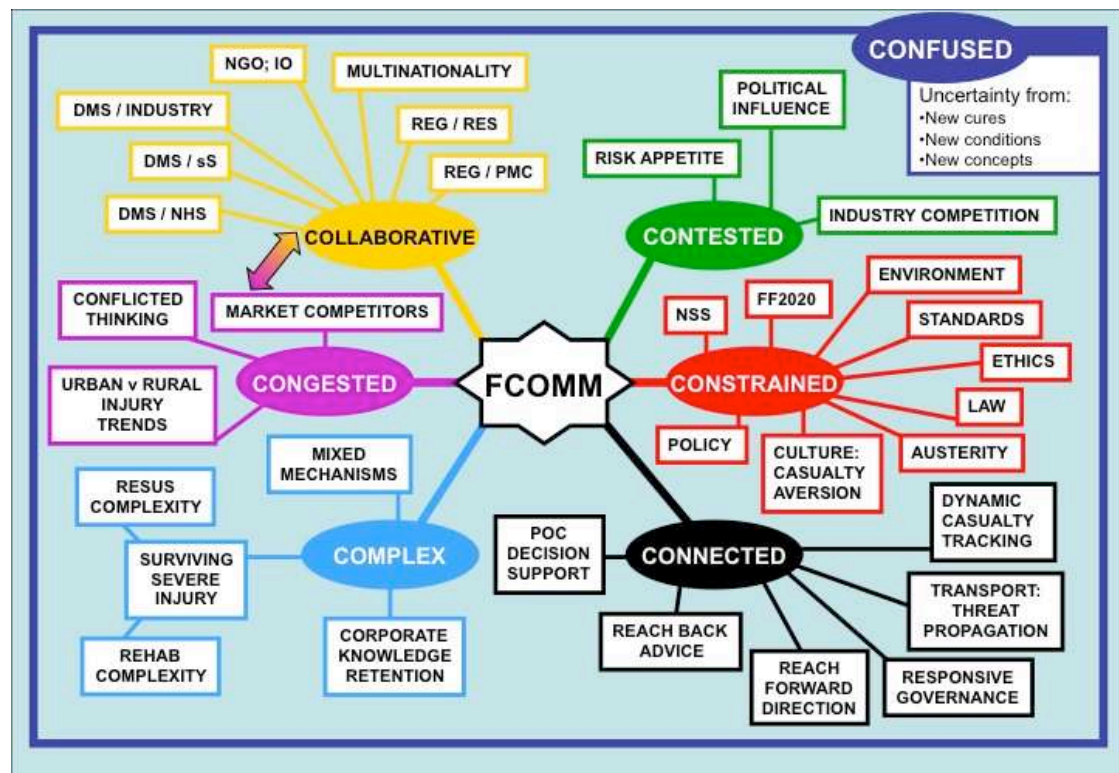 CONFUSED
Uncertainty from:
•New cures
•New conditions
•New concepts
NGO; IO
MULTINATIONALITY
DMS / INDUSTRY
REG / RES
DMS / sS
REG / PMC
DMS / NHS
COLLABORATIVE
POLITICAL
INFLUENCE
RISK APPETITE
INDUSTRY COMPETITION
CONTESTED
CONFLICTED
THINKING
MARKET COMPETITORS
URBAN v RURAL
INJURY
TRENDS
CONGESTED
FCOMM
ENVIRONMENT
FF2020
NSS
STANDARDS
ETHICS
CONSTRAINED
LAW
POLICY
CULTURE:
CASUALTY
AVERSION
AUSTERITY
MIXED
MECHANISMS
RESUS
COMPLEXITY
SURVIVING
SEVERE
INJURY
COMPLEX
REHAB
COMPLEXITY
CORPORATE
KNOWLEDGE
RETENTION
POC
DECISION
SUPPORT
CONNECTED
DYNAMIC
CASUALTY
TRACKING
TRANSPORT:
THREAT
PROPAGATION
REACH BACK
ADVICE
REACH
FORWARD
DIRECTION
RESPONSIVE
GOVERNANCE